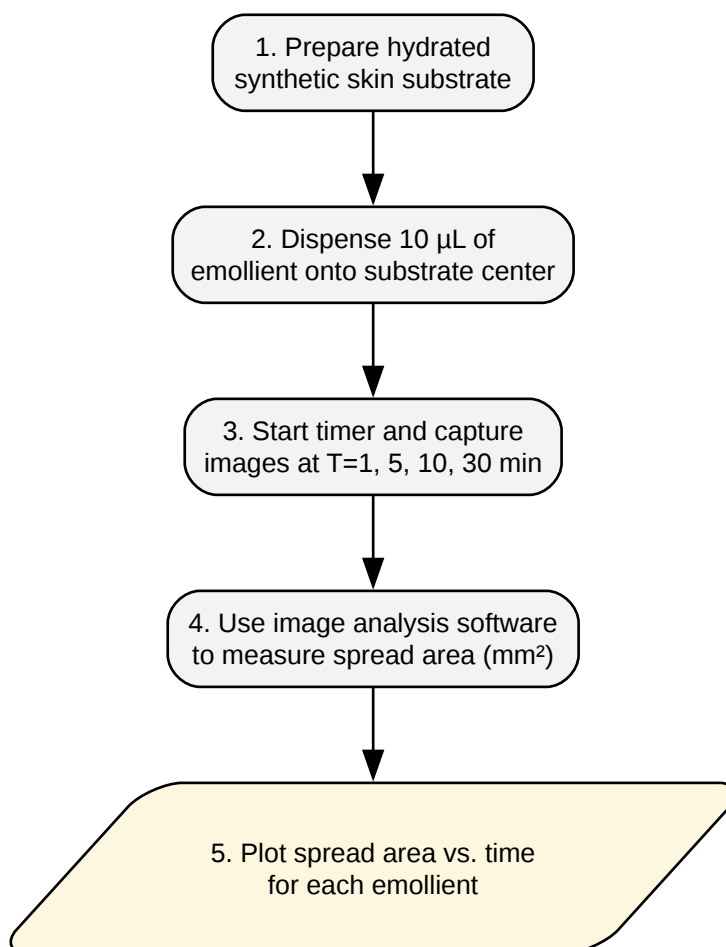 1. Prepare hydrated
synthetic skin substrate
2. Dispense 10 µL of
emollient onto substrate center
3. Start timer and capture
images at T=1, 5, 10, 30 min
4. Use image analysis software
to measure spread area (mm²)
5. Plot spread area vs. time
for each emollient